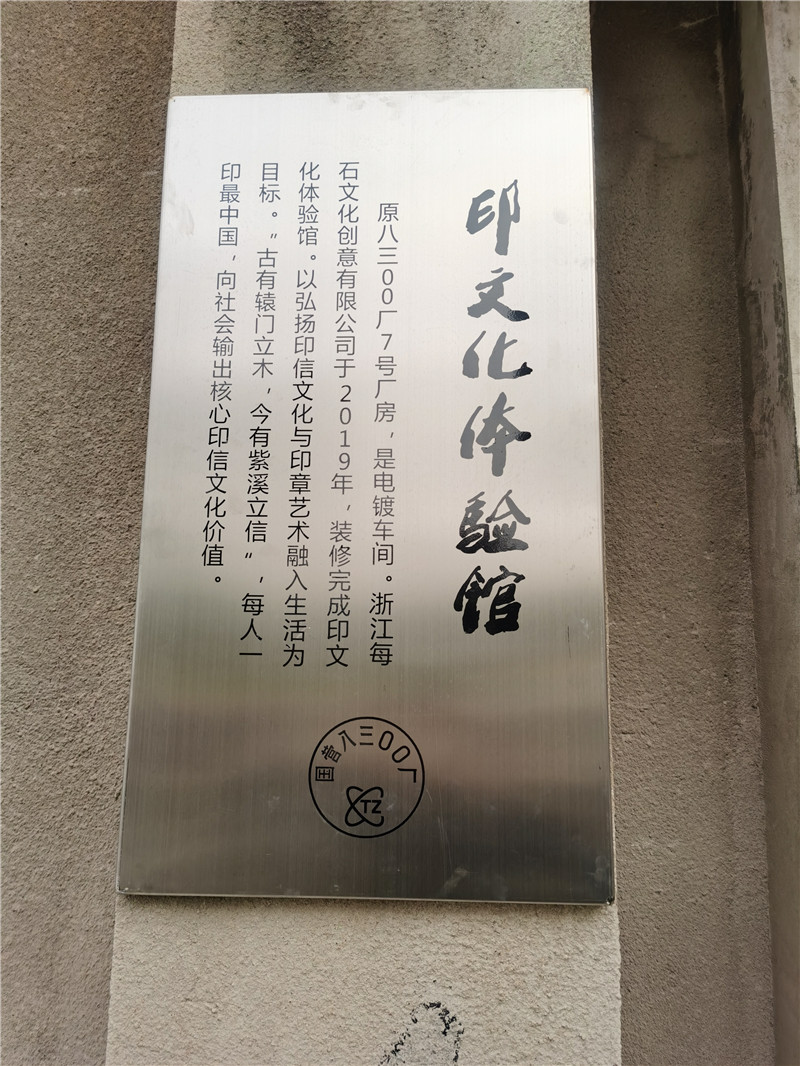 印文化体验馆
原八三00厂7号厂房，是电镀车间。浙江每
石文化创意有限公司于2019年，装修完成印文
化体验馆。以弘扬印信文化与印章艺术融入生活为
目标。“古有辕门立木，今有紫溪立信”，每人一
印最中国，向社会输出核心印信文化价值。
国营八三00厂
TZ